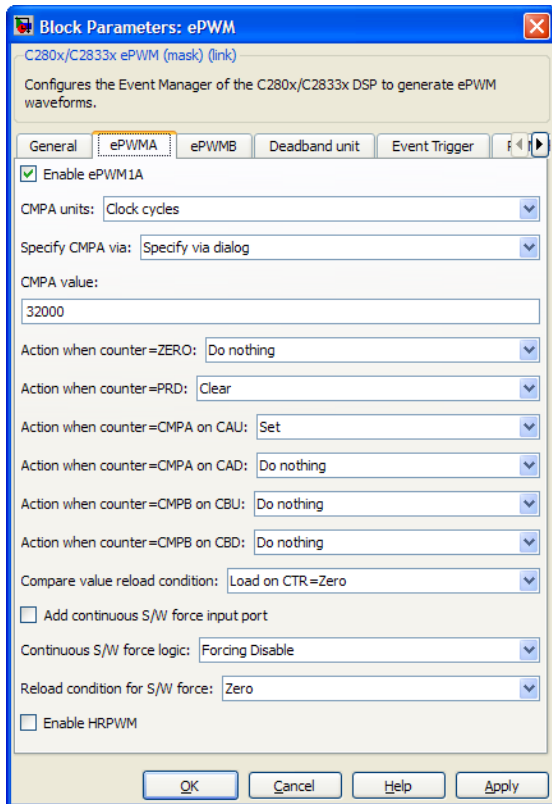 Block Parameters: ePWM
C280x/C2833x ePWM (mask) (link)
Configures the Event Manager of the C280x/C2833x DSP to generate ePWM
waveforms.
General ePWMA ePWMB Deadband unit Event Trigger
Enable ePWM1A
CMPA units: Clock cycles
Specify CMPA via: Specify via dialog
CMPA value:
32000
Action when counter=ZERO: Do nothing
Action when counter=PRD: Clear
Action when counter=CMPA on CAU: Set
Action when counter=CMPA on CAD: Do nothing
Action when counter=CMPB on CBU: Do nothing
Action when counter=CMPB on CBD: Do nothing
Compare value reload condition: Load on CTR=Zero
Add continuous S/W force input port
Continuous S/W force logic: Forcing Disable
Reload condition for S/W force: Zero
Enable HRPWM
OK Cancel Help Apply